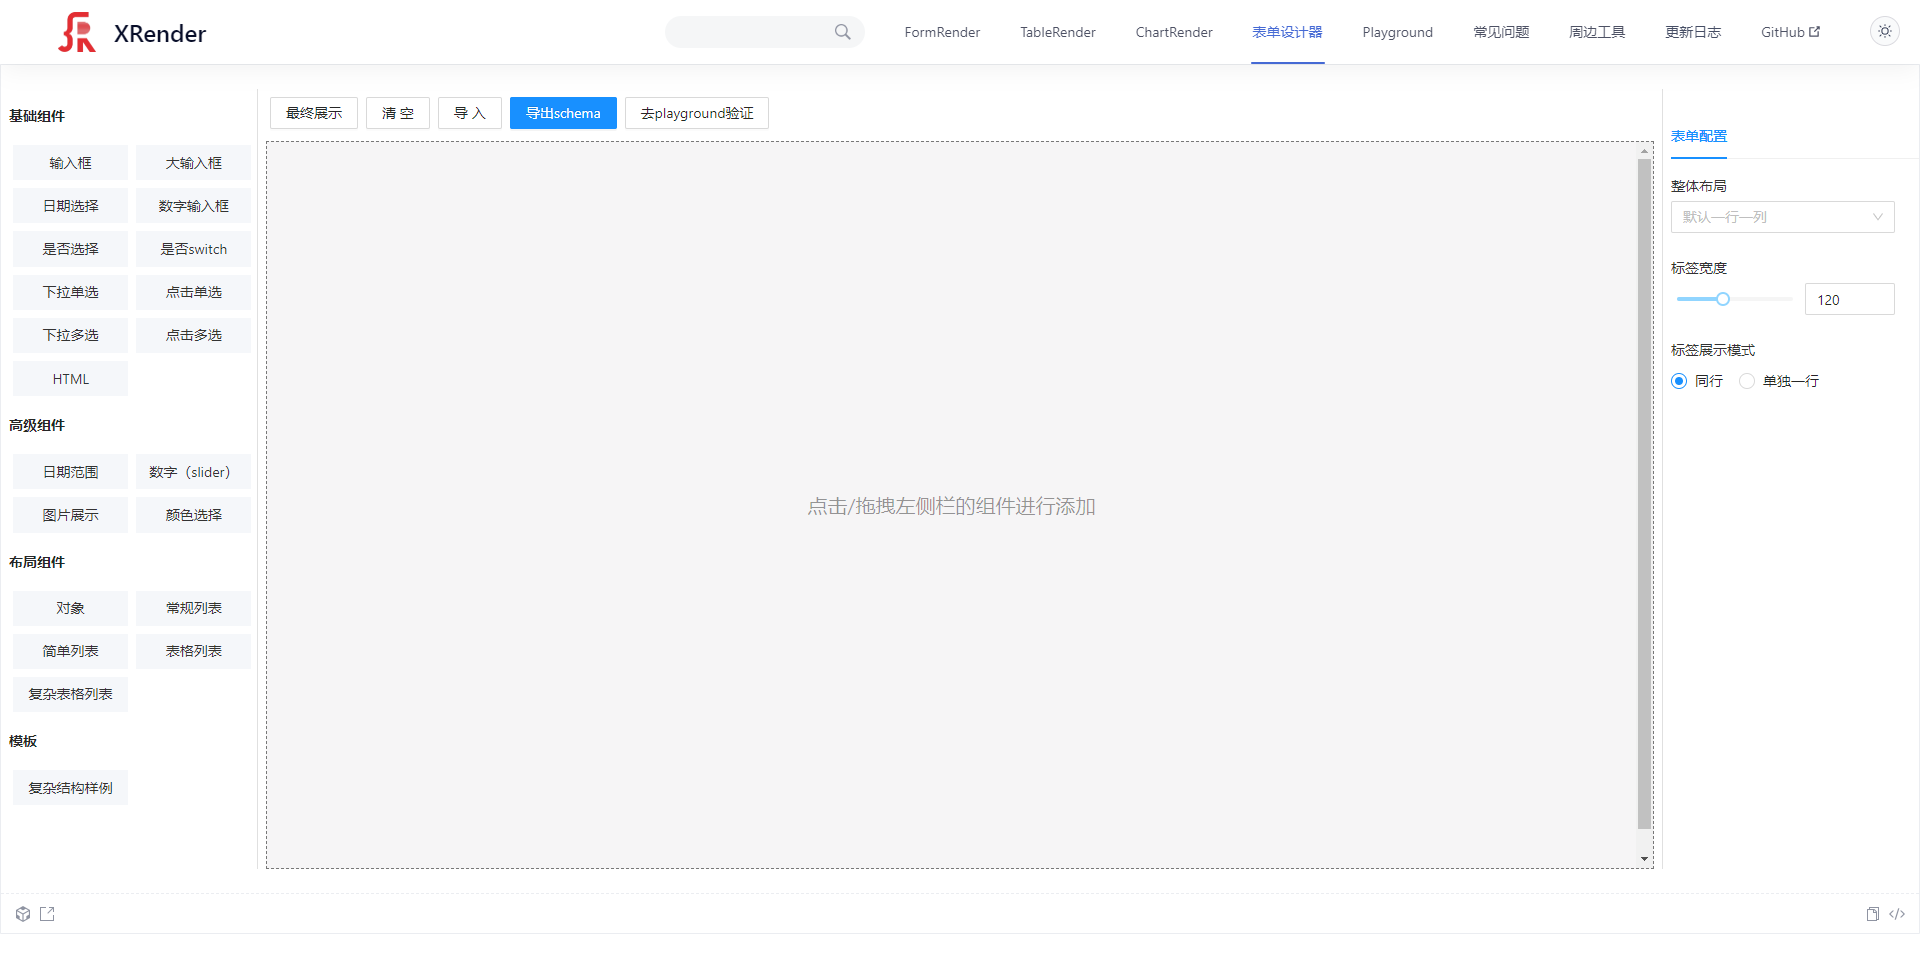 XRender
FormRender
TableRender
ChartRender
表单设计器
Playground
常见问题
周边工具
更新日志
GitHub
基础组件
输入框
大输入框
日期选择
数字输入框
是否选择
是否switch
下拉单选
点击单选
下拉多选
点击多选
HTML
高级组件
日期范围
数字（slider）
图片展示
颜色选择
布局组件
对象
常规列表
简单列表
表格列表
复杂表格列表
模板
复杂结构样例
最终展示
清 空
导 入
导出schema
去playground验证
点击/拖拽左侧栏的组件进行添加
表单配置
整体布局
默认一行一列
标签宽度
120
标签展示模式
同行
单独一行